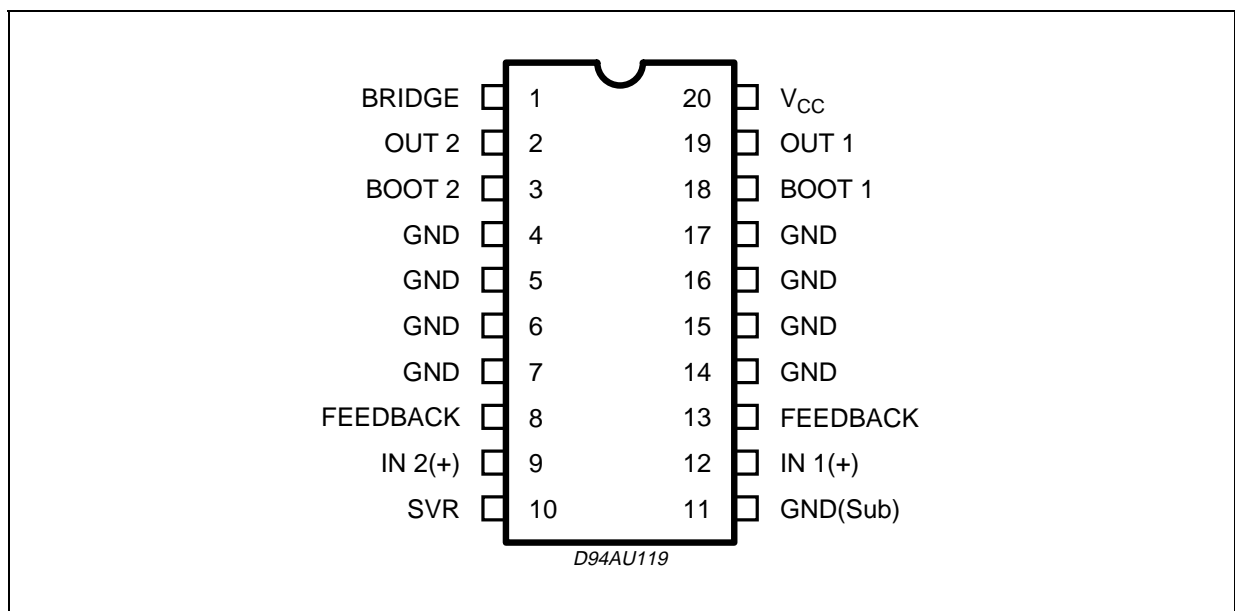 BRIDGE 1 20 VCC
OUT 2 2 19 OUT 1
BOOT 2 3 18 BOOT 1
GND 4 17 GND
GND 5 16 GND
GND 6 15 GND
GND 7 14 GND
FEEDBACK 8 13 FEEDBACK
IN 2(+) 9 12 IN 1(+)
SVR 10 11 GND(Sub)
D94AU119